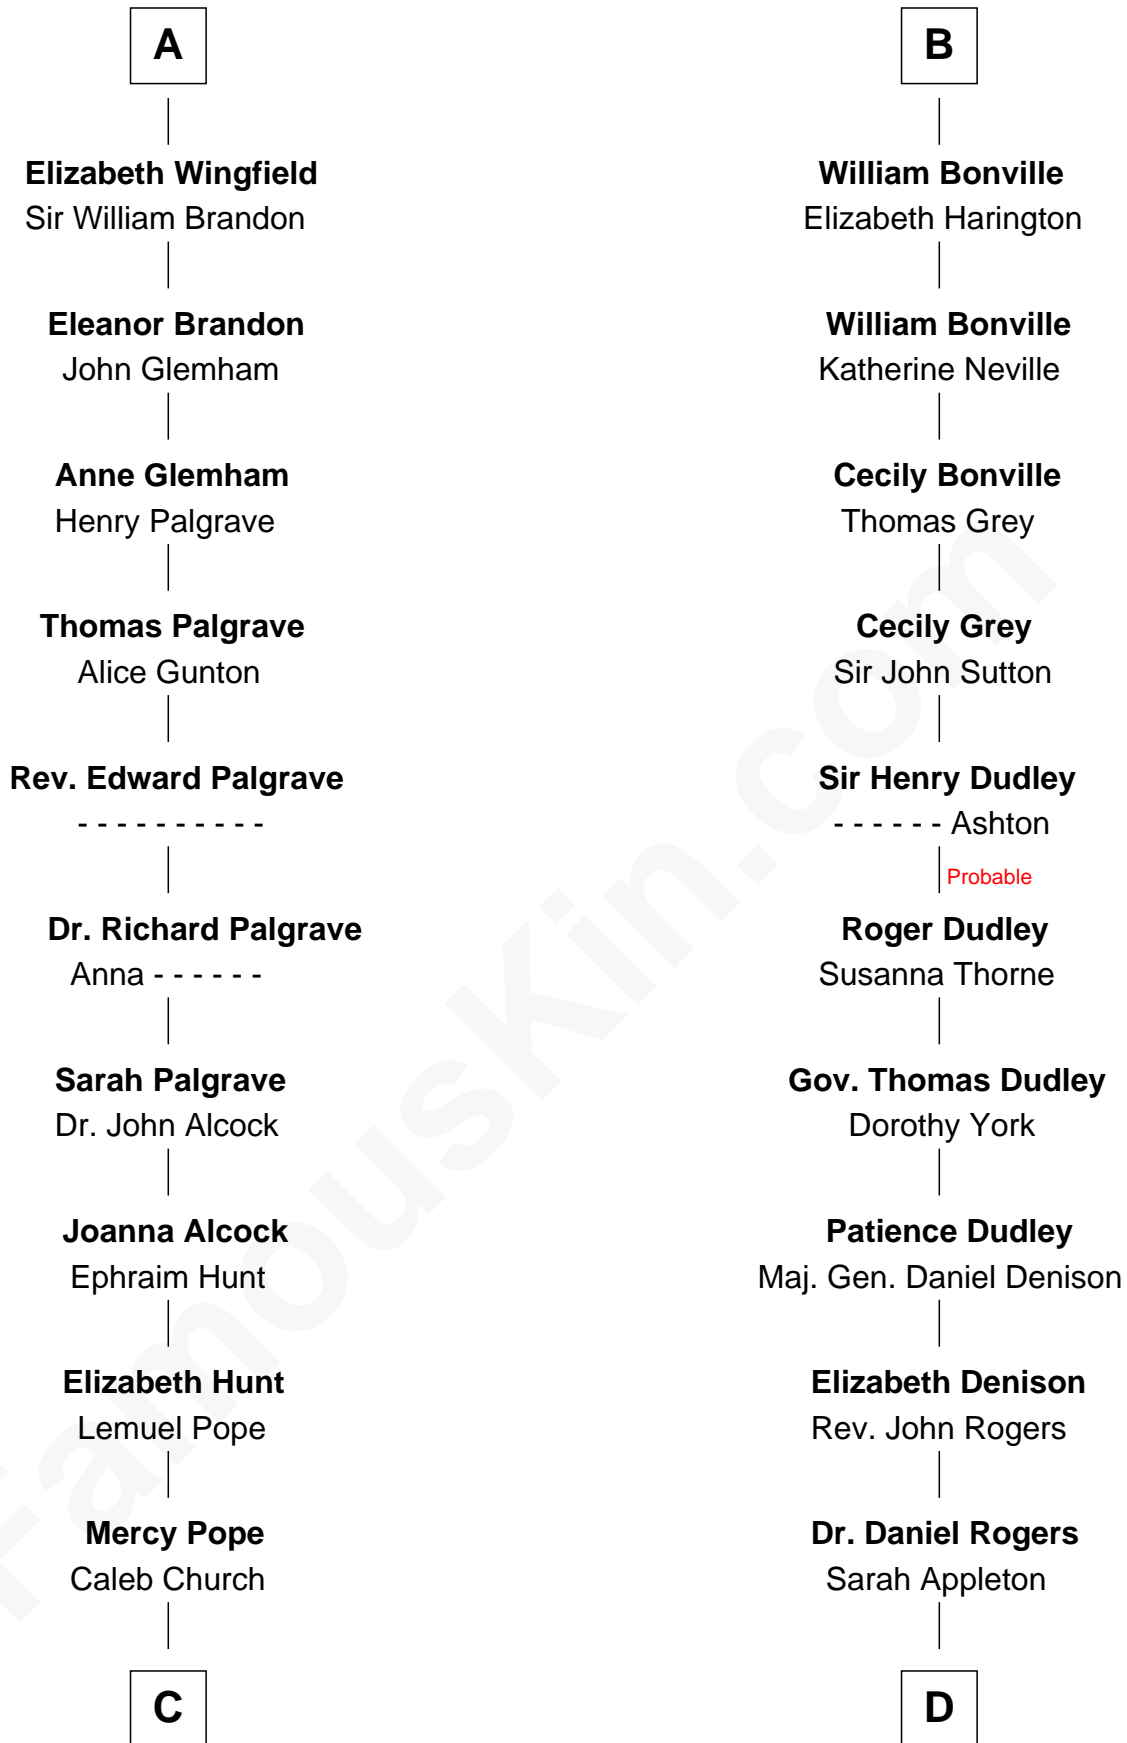 A
Elizabeth Wingfield
Sir William Brandon
Eleanor Brandon
John Glemham
Anne Glemham
Henry Palgrave
Thomas Palgrave
Alice Gunton
Rev. Edward Palgrave
- - - - - - - - - -
Dr. Richard Palgrave
Anna - - - - - -
Sarah Palgrave
Dr. John Alcock
Joanna Alcock
Ephraim Hunt
Elizabeth Hunt
Lemuel Pope
Mercy Pope
Caleb Church
C
B
William Bonville
Elizabeth Harington
William Bonville
Katherine Neville
Cecily Bonville
Thomas Grey
Cecily Grey
Sir John Sutton
Sir Henry Dudley
- - - - - - Ashton
Probable
Roger Dudley
Susanna Thorne
Gov. Thomas Dudley
Dorothy York
Patience Dudley
Maj. Gen. Daniel Denison
Elizabeth Denison
Rev. John Rogers
Dr. Daniel Rogers
Sarah Appleton
D
FamousKin.com